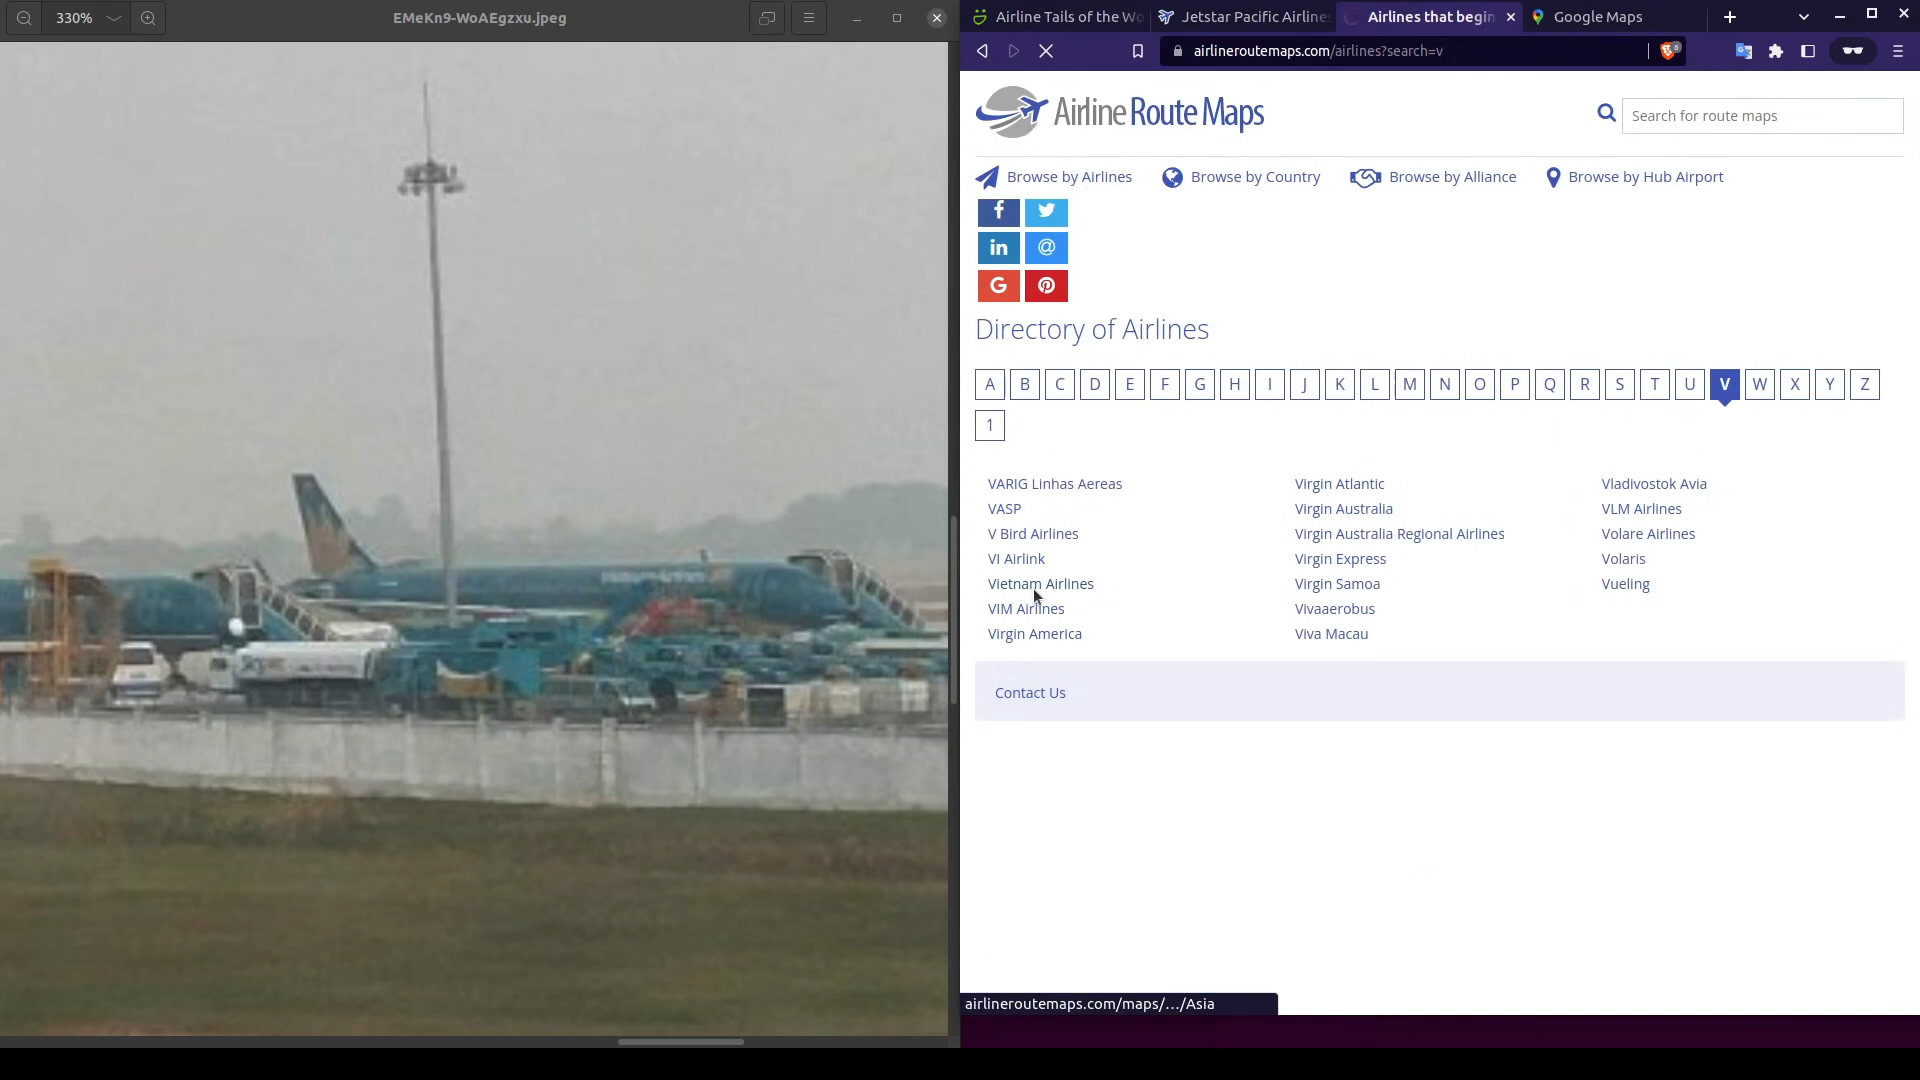 330%
EMeKn9-WoAEgzxu.jpeg
Airline Tails of the Wo
Jetstar Pacific Airline
Airlines that begin
Google Maps
airlineroutemaps.com/airlines?search=v
Airline Route Maps
Search for route maps
Browse by Airlines
Browse by Country
Browse by Alliance
Browse by Hub Airport
Directory of Airlines
A B C D E F G H I J K L M N O P Q R S T U V W X Y Z
1
VARIG Linhas Aereas
VASP
V Bird Airlines
VI Airlink
Vietnam Airlines
VIM Airlines
Virgin America
Virgin Atlantic
Virgin Australia
Virgin Australia Regional Airlines
Virgin Express
Virgin Samoa
Vivaaerobus
Viva Macau
Vladivostok Avia
VLM Airlines
Volare Airlines
Volaris
Vueling
Contact Us
airlineroutemaps.com/maps/.../Asia